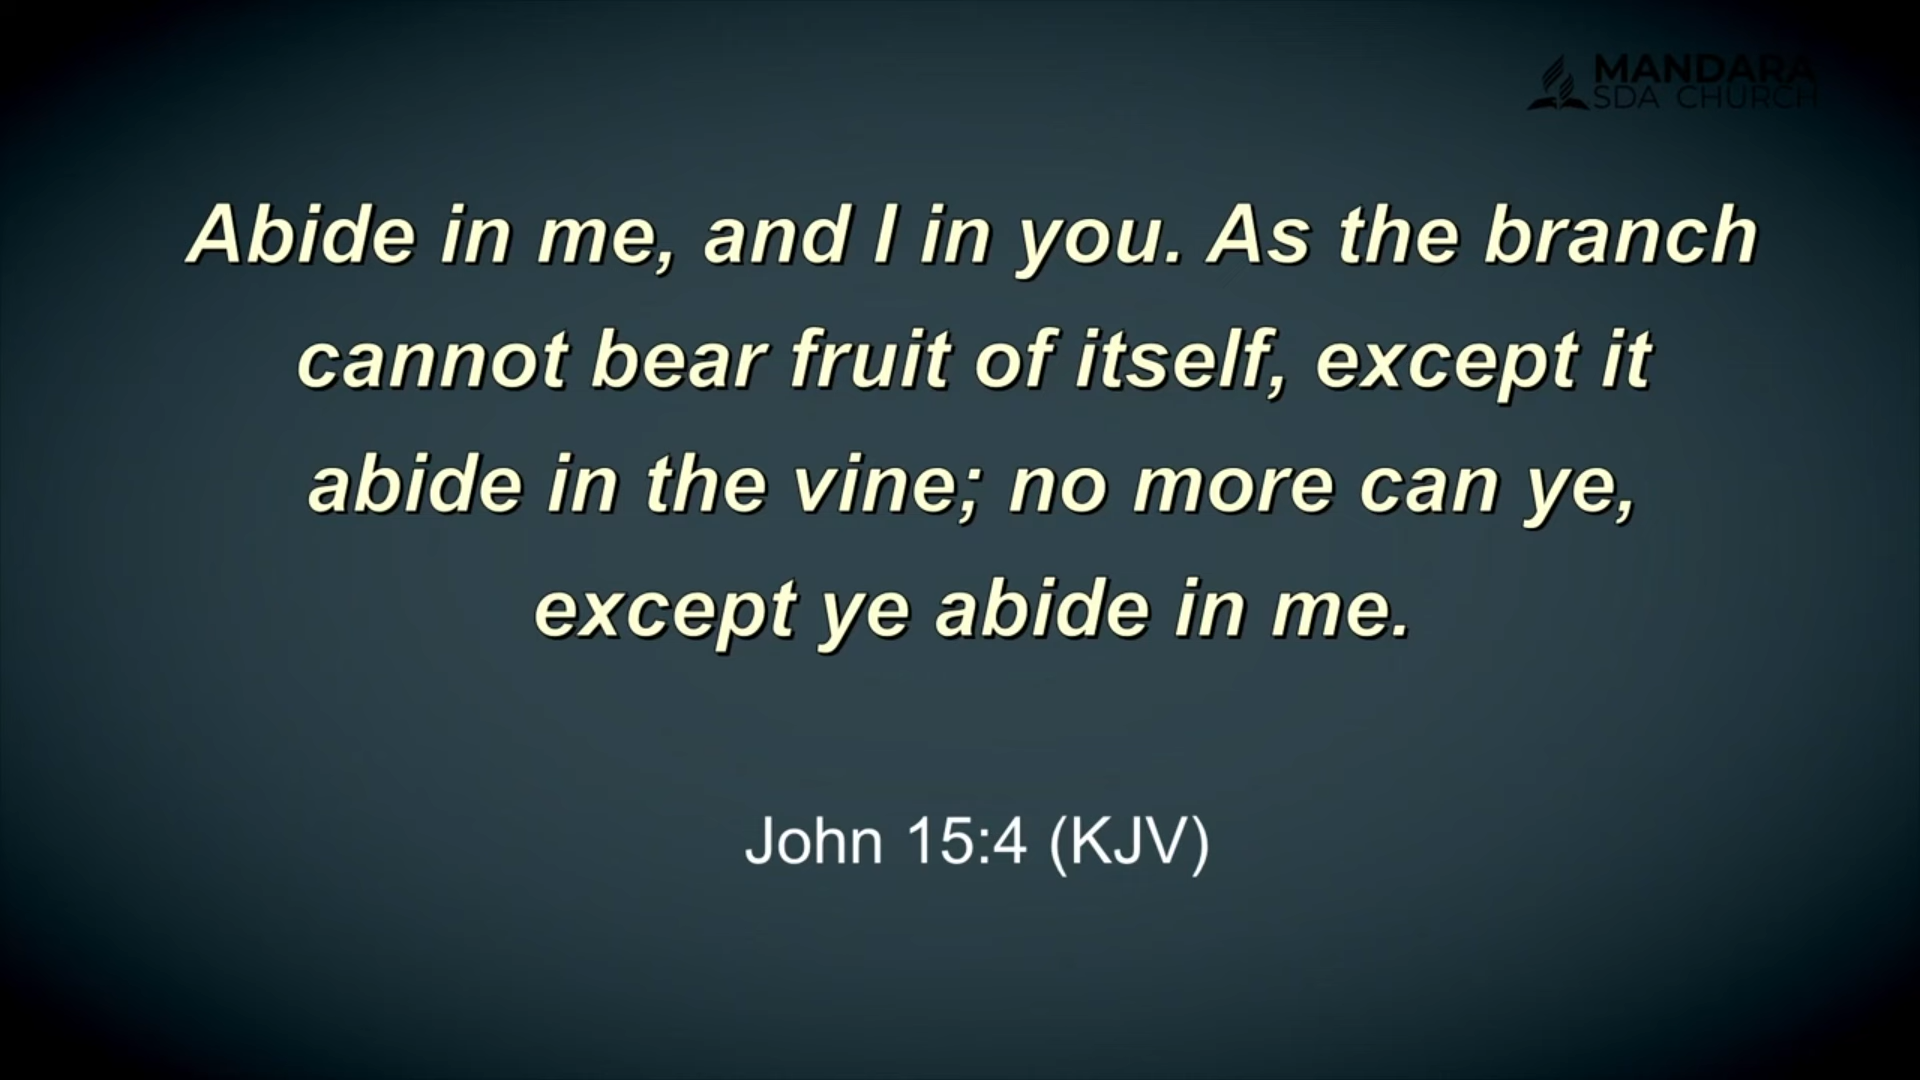 MANDARA
SDA CHURCH
Abide in me, and I in you. As the branch
cannot bear fruit of itself, except it
abide in the vine; no more can ye,
except ye abide in me.
John 15:4 (KJV)